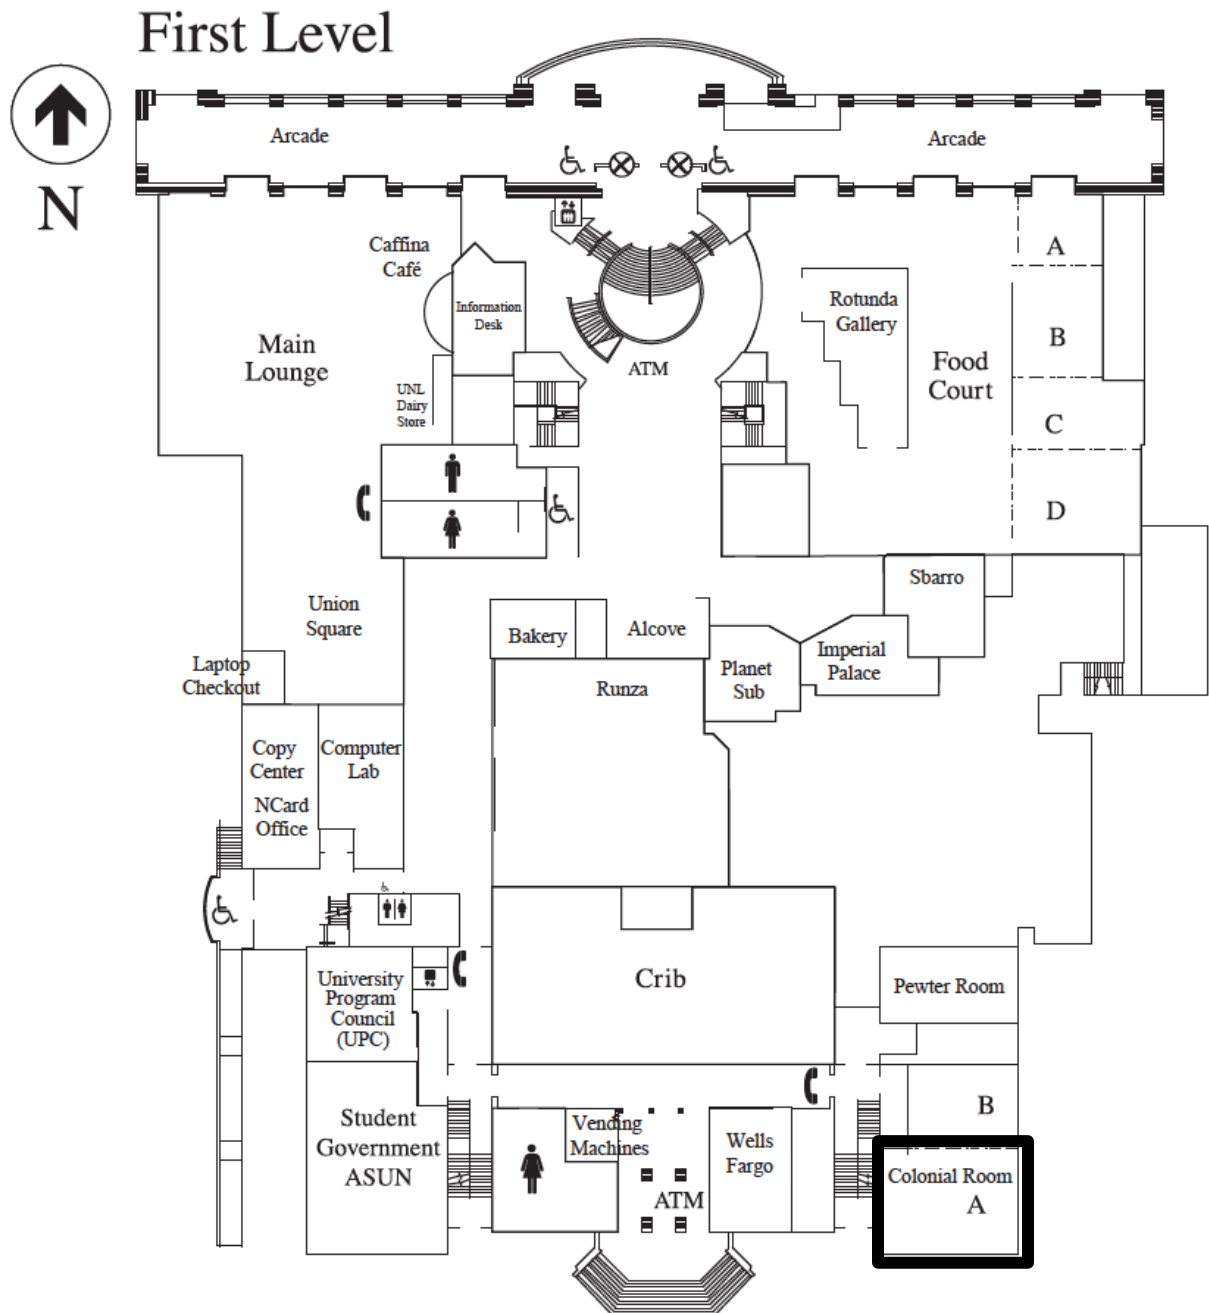 First Level
N
Arcade
Arcade
Caffina
Café
Information
Desk
Main
Lounge
UNL
Dairy
Store
ATM
Rotunda
Gallery
Food
Court
A
B
C
D
Union
Square
Laptop
Checkout
Bakery
Alcove
Sbarro
Imperial
Palace
Planet
Sub
Runza
Copy
Center
NCard
Office
Computer
Lab
University
Program
Council
(UPC)
Crib
Pewter Room
Student
Government
ASUN
Vending
Machines
ATM
Wells
Fargo
B
Colonial Room
A